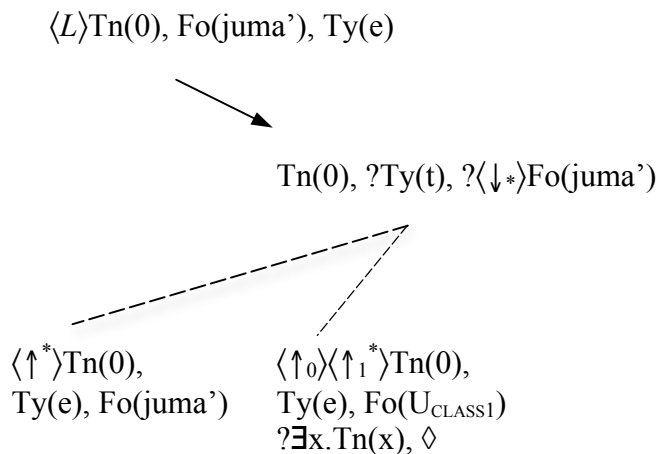 ⟨L⟩Tn(0), Fo(juma’), Ty(e)
Tn(0), ?Ty(t), ?⟨↓*⟩Fo(juma’)
⟨↑*⟩Tn(0),
Ty(e), Fo(juma’)
⟨↑₀⟩⟨↑₁*⟩Tn(0),
Ty(e), Fo(U_CLASS1)
?∃x.Tn(x), ◊